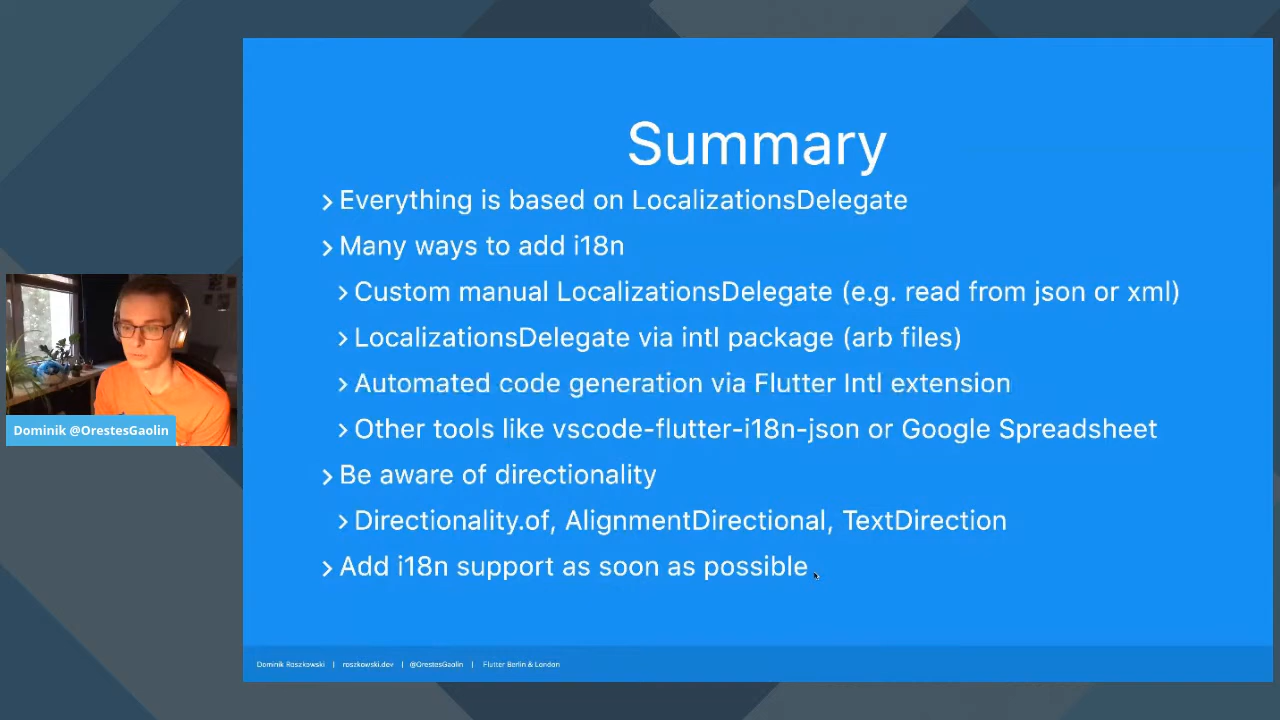 Summary
Everything is based on LocalizationsDelegate
Many ways to add i18n
Custom manual LocalizationsDelegate (e.g. read from json or xml)
LocalizationsDelegate via intl package (arb files)
Automated code generation via Flutter Intl extension
Other tools like vscode-flutter-i18n-json or Google Spreadsheet
Be aware of directionality
Directionality.of, AlignmentDirectional, TextDirection
Add i18n support as soon as possible
Dominik @OrestesGaolin
Dominik Roszkowski | roszkowski.dev | @OrestesGaolin | Flutter Berlin & London